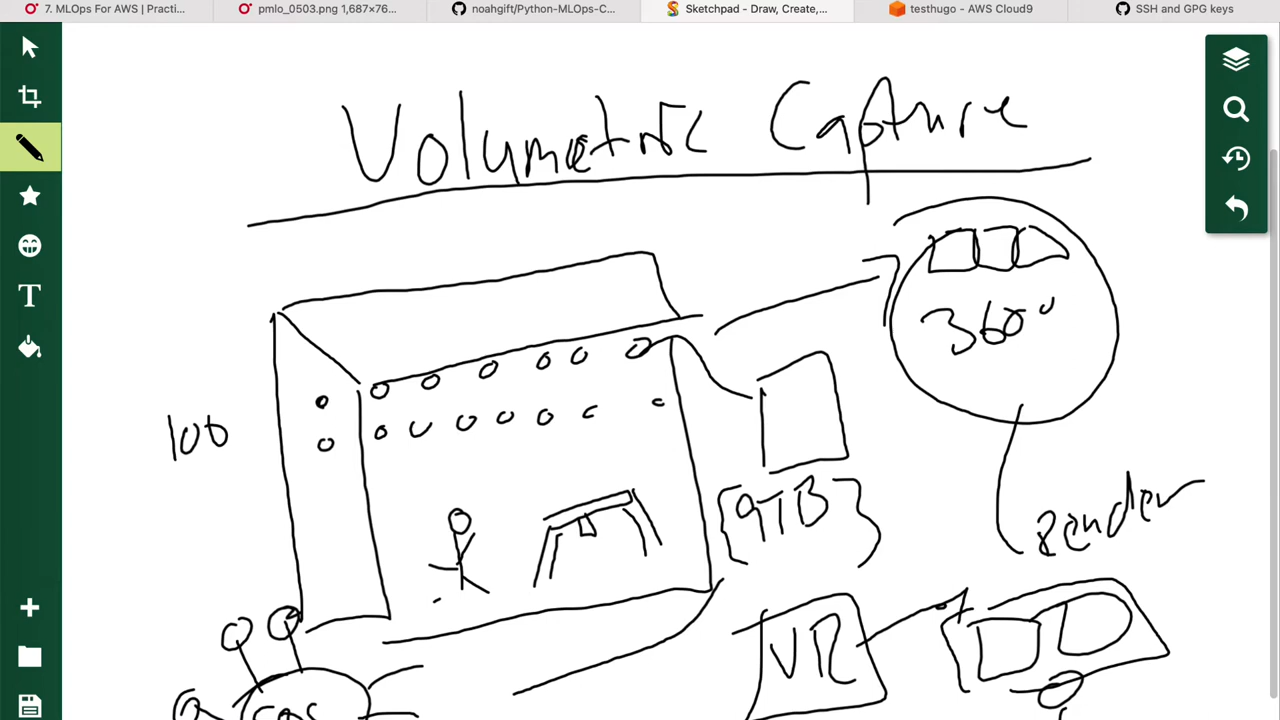 7. MLOps For AWS | Practi...
pmlo_0503.png 1,687×76...
noahgift/Python-MLOps-C...
Sketchpad - Draw, Create,...
testhugo - AWS Cloud9
SSH and GPG keys
Volumetric Capture
360°
100
{9TB}
render
VR
T